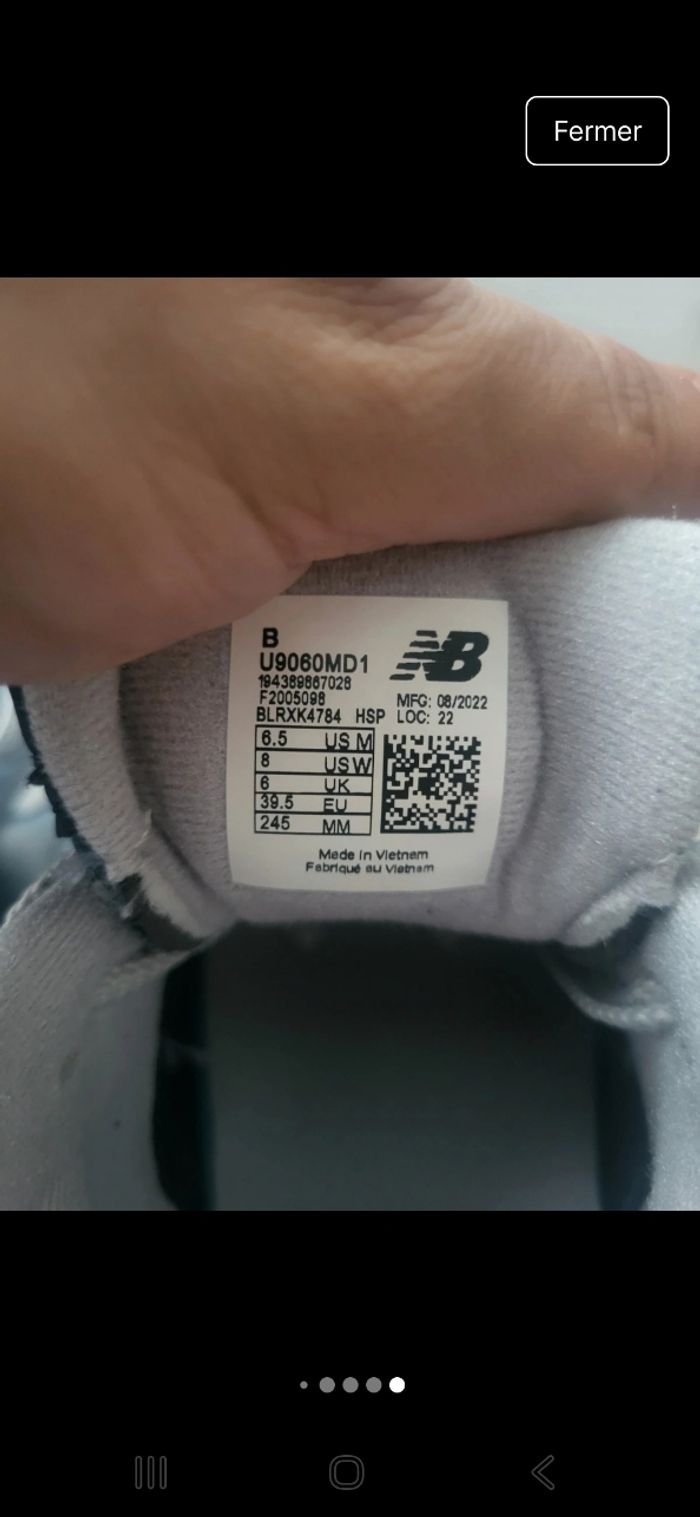 Fermer
B
NB
U9060MD1
194389867028
F2005098
MFG: 08/2022
BLRXK4784 HSP LOC: 22
6.5 US M
8 US W
6 UK
39.5 EU
245 MM
Made in Vietnam
Fabriqué au Vietnam